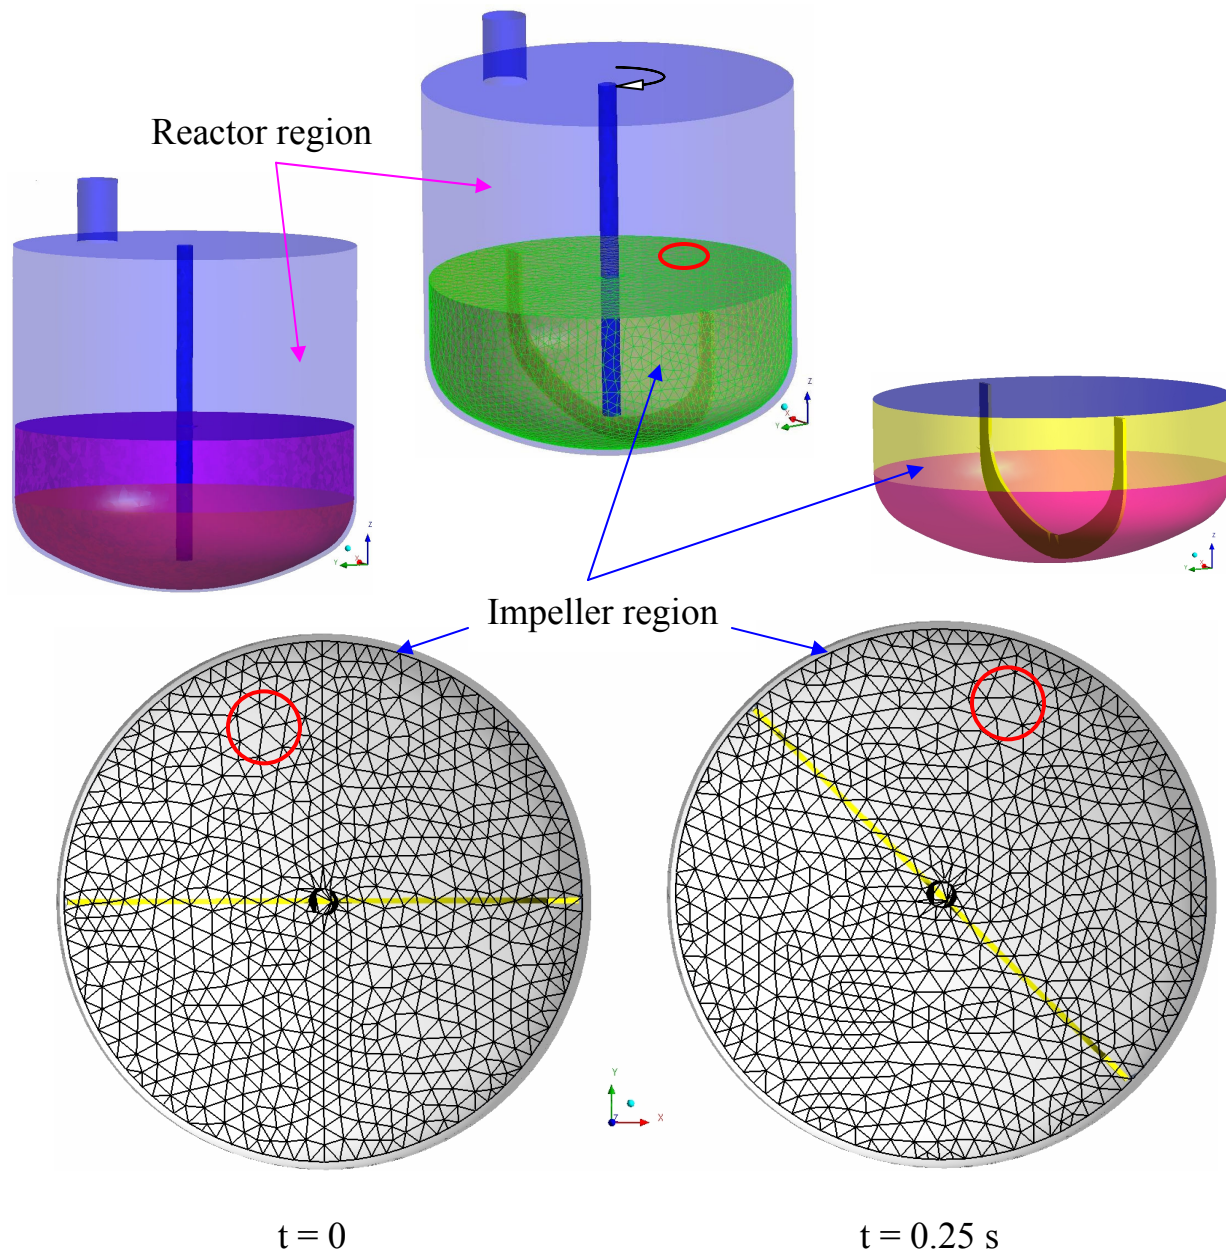 Reactor region
Z
X
Y
Z
X
Y
Z
X
Y
Impeller region
Y
Z
X
t = 0
t = 0.25 s